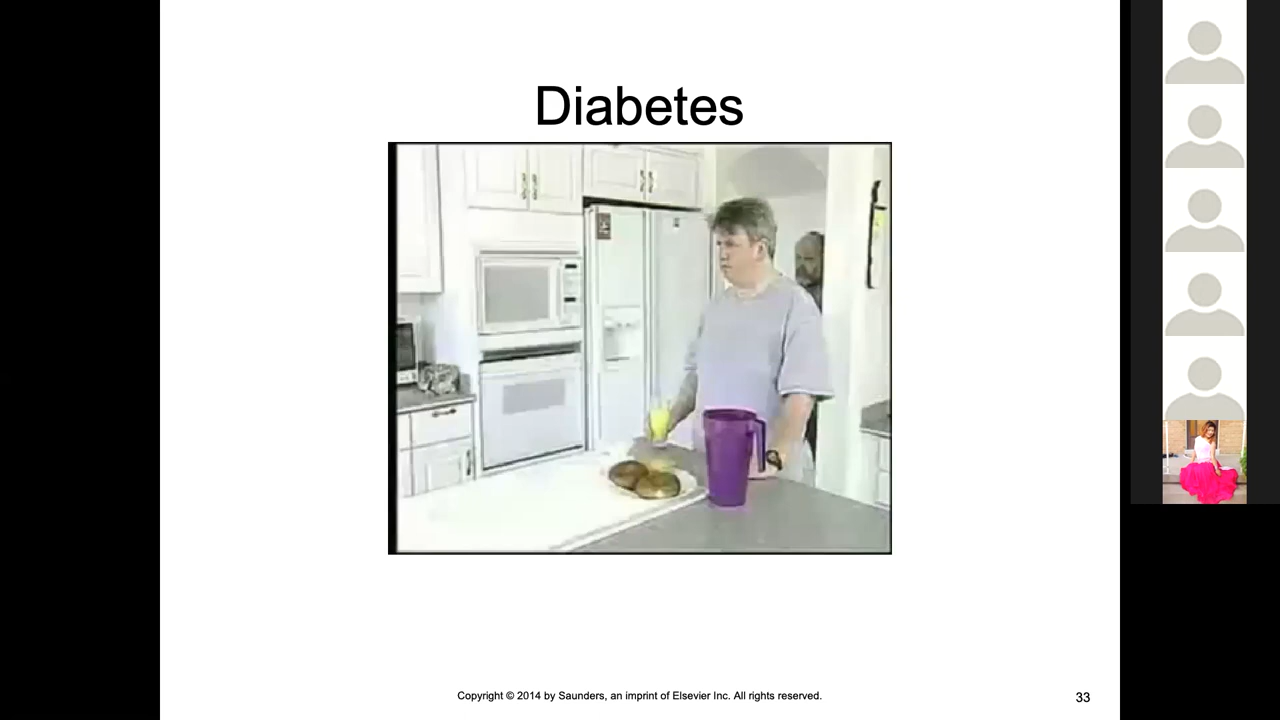 Diabetes
Copyright © 2014 by Saunders, an imprint of Elsevier Inc. All rights reserved.
33